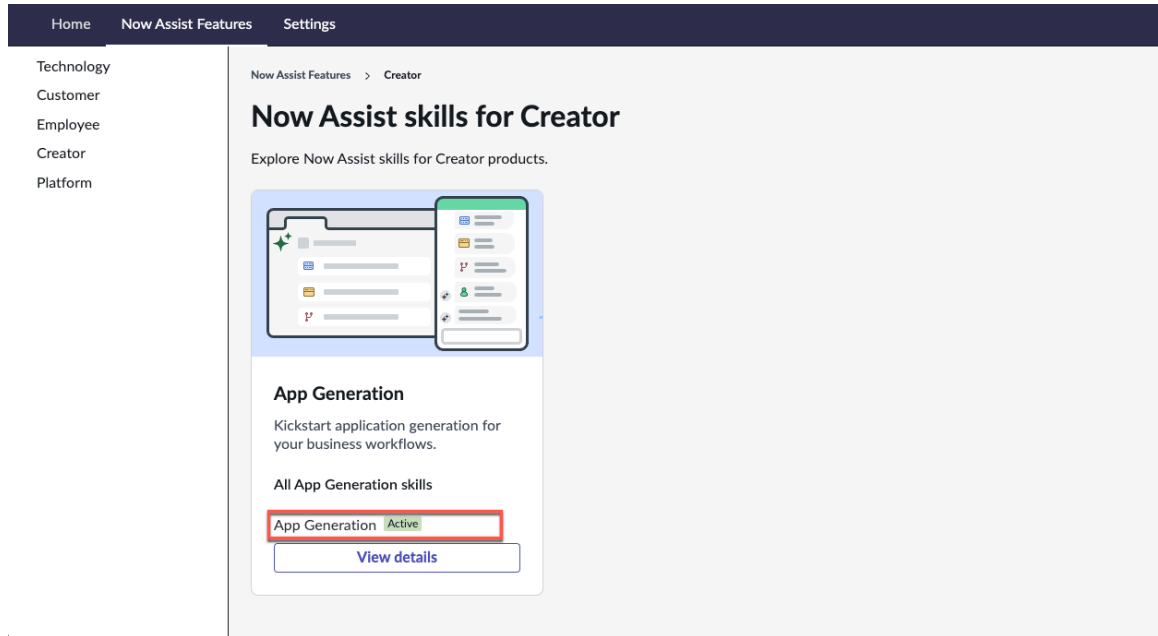 Home Now Assist Features Settings
Technology
Customer
Employee
Creator
Platform
Now Assist Features > Creator
Now Assist skills for Creator
Explore Now Assist skills for Creator products.
App Generation
Kickstart application generation for
your business workflows.
All App Generation skills
App Generation Active
View details